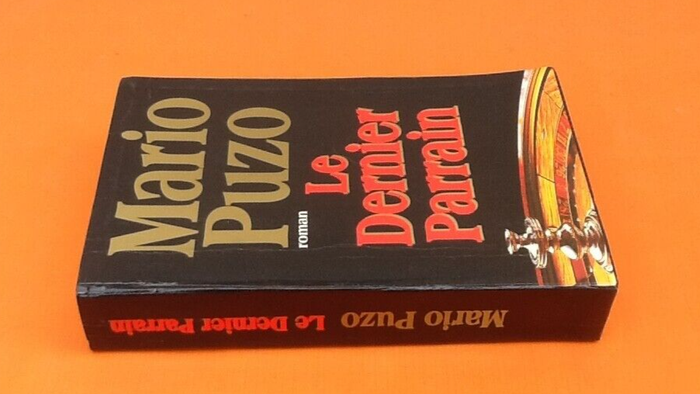 Mario
Puzo
roman
Le
Dernier
Parrain
Mario Puzo Le Dernier Parrain